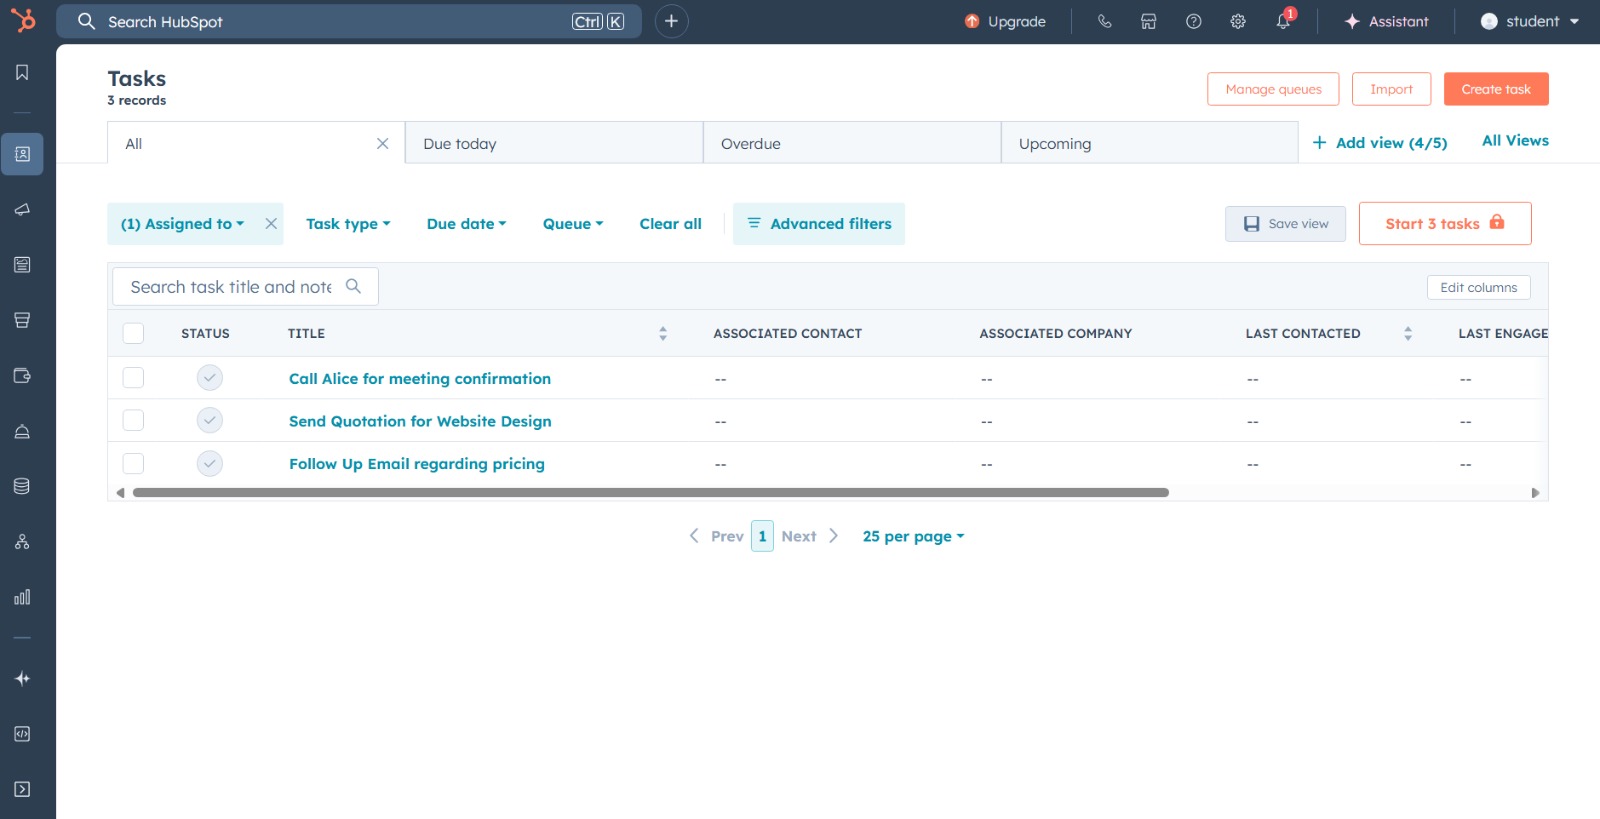 Search HubSpot
Ctrl K
Upgrade
1
Assistant
student
Tasks
3 records
Manage queues
Import
Create task
All
Due today
Overdue
Upcoming
Add view (4/5)
All Views
(1) Assigned to
Task type
Due date
Queue
Clear all
Advanced filters
Save view
Start 3 tasks
Search task title and note
Edit columns
STATUS
TITLE
ASSOCIATED CONTACT
ASSOCIATED COMPANY
LAST CONTACTED
LAST ENGAGE
Call Alice for meeting confirmation -- -- -- --
Send Quotation for Website Design -- -- -- --
Follow Up Email regarding pricing -- -- -- --
Prev 1 Next
25 per page